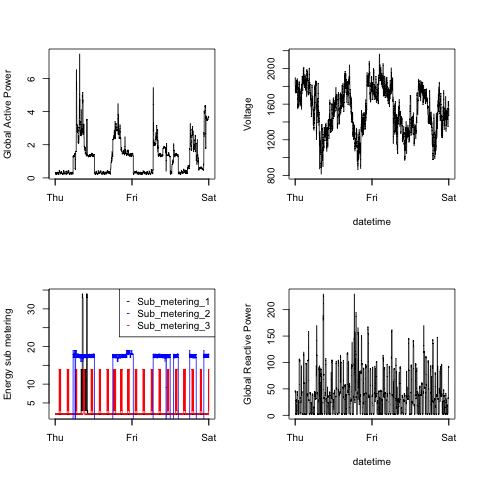 Global Active Power
0 2 4 6
Thu Fri Sat
Voltage
800 1200 1600 2000
Thu Fri Sat
datetime
Energy sub metering
5 10 20 30
Sub_metering_1
Sub_metering_2
Sub_metering_3
Thu Fri Sat
Global Reactive Power
0 50 100 150 200
Thu Fri Sat
datetime